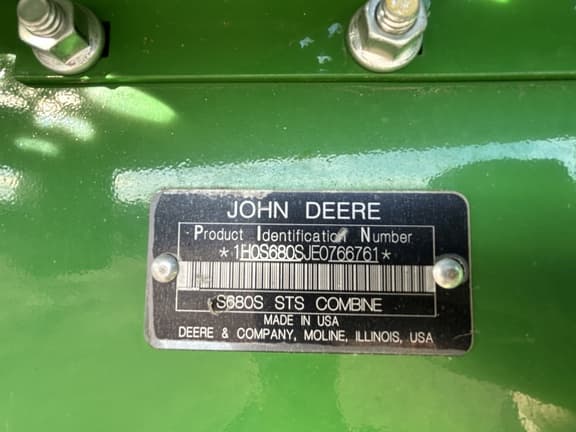 JOHN DEERE
Product Identification Number
*1H0S680SJE0766761*
S680S STS COMBINE
MADE IN USA
DEERE & COMPANY, MOLINE, ILLINOIS, USA